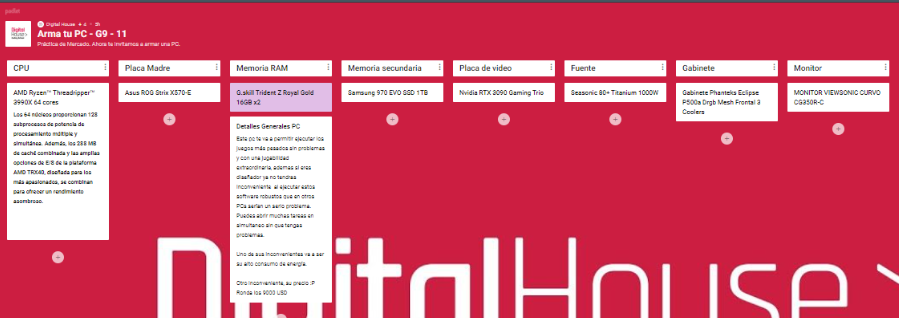 padlet
Digital House + 4 • 5h
Arma tu PC - G9 - 11
Práctica de Mercado. Ahora te invitamos a armar una PC.
CPU
AMD Ryzen™ Threadripper™
3990X 64 cores
Los 64 núcleos proporcionan 128
subprocesos de potencia de
procesamiento múltiple y
simultánea. Además, los 288 MB
de caché combinada y las amplias
opciones de E/S de la plataforma
AMD TRX40, diseñada para los
más apasionados, se combinan
para ofrecer un rendimiento
asombroso.
Placa Madre
Asus ROG Strix X570-E
Memoria RAM
G.skill Trident Z Royal Gold
16GB x2
Detalles Generales PC
Este pc te va a permitir ejecutar los
juegos más pesados sin problemas
y con una jugabilidad
extraordinaria, ademas si eres
diseñador ya no tendras
inconveniente al ejecutar estos
software robustos que en otros
PCs serian un serio problema.
Puedes abrir muchas tareas en
simultaneo sin que tengas
problemas.
Uno de sus inconvenientes va a ser
su alto consumo de energía.
Otro inconveniente, su precio :P
Ronda los 9000 USD
Memoria secundaria
Samsung 970 EVO SSD 1TB
Placa de video
Nvidia RTX 3090 Gaming Trio
Fuente
Seasonic 80+ Titanium 1000W
Gabinete
Gabinete Phanteks Eclipse
P500a Drgb Mesh Frontal 3
Coolers
Monitor
MONITOR VIEWSONIC CURVO
CG350R-C
DigitalHouse >